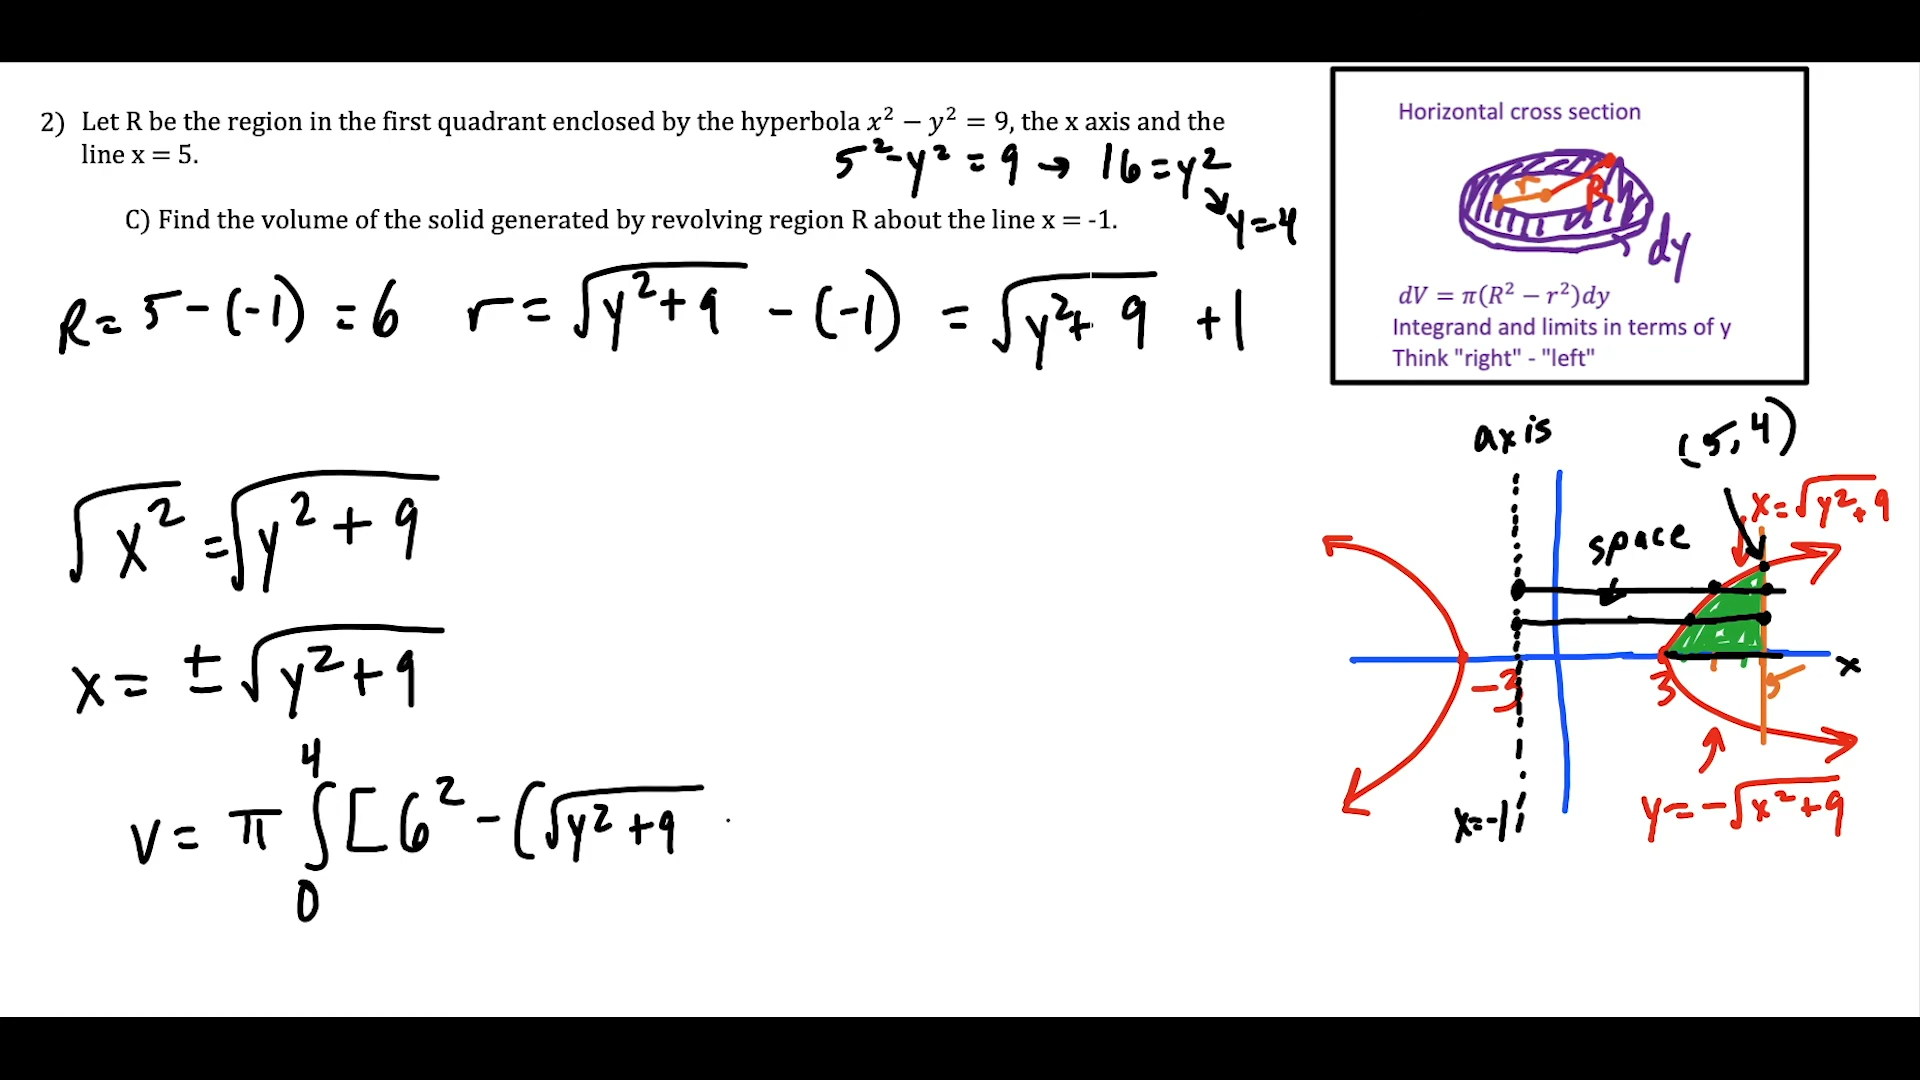 2) Let R be the region in the first quadrant enclosed by the hyperbola x² − y² = 9, the x axis and the
line x = 5.
5² - y² = 9 → 16 = y²
↘ y = 4
C) Find the volume of the solid generated by revolving region R about the line x = -1.
R = 5 - (-1) = 6   r = √(y² + 9) - (-1) = √(y² + 9) + 1
√x² = √(y² + 9)
x = ± √(y² + 9)
V = π ∫₀⁴ [6² - (√(y² + 9)
Horizontal cross section
r
R
dy
dV = π(R² − r²)dy
Integrand and limits in terms of y
Think "right" - "left"
axis
(5,4)
x = √(y² + 9)
space
x
-3
3
5
x = -1
y = -√(x² + 9)